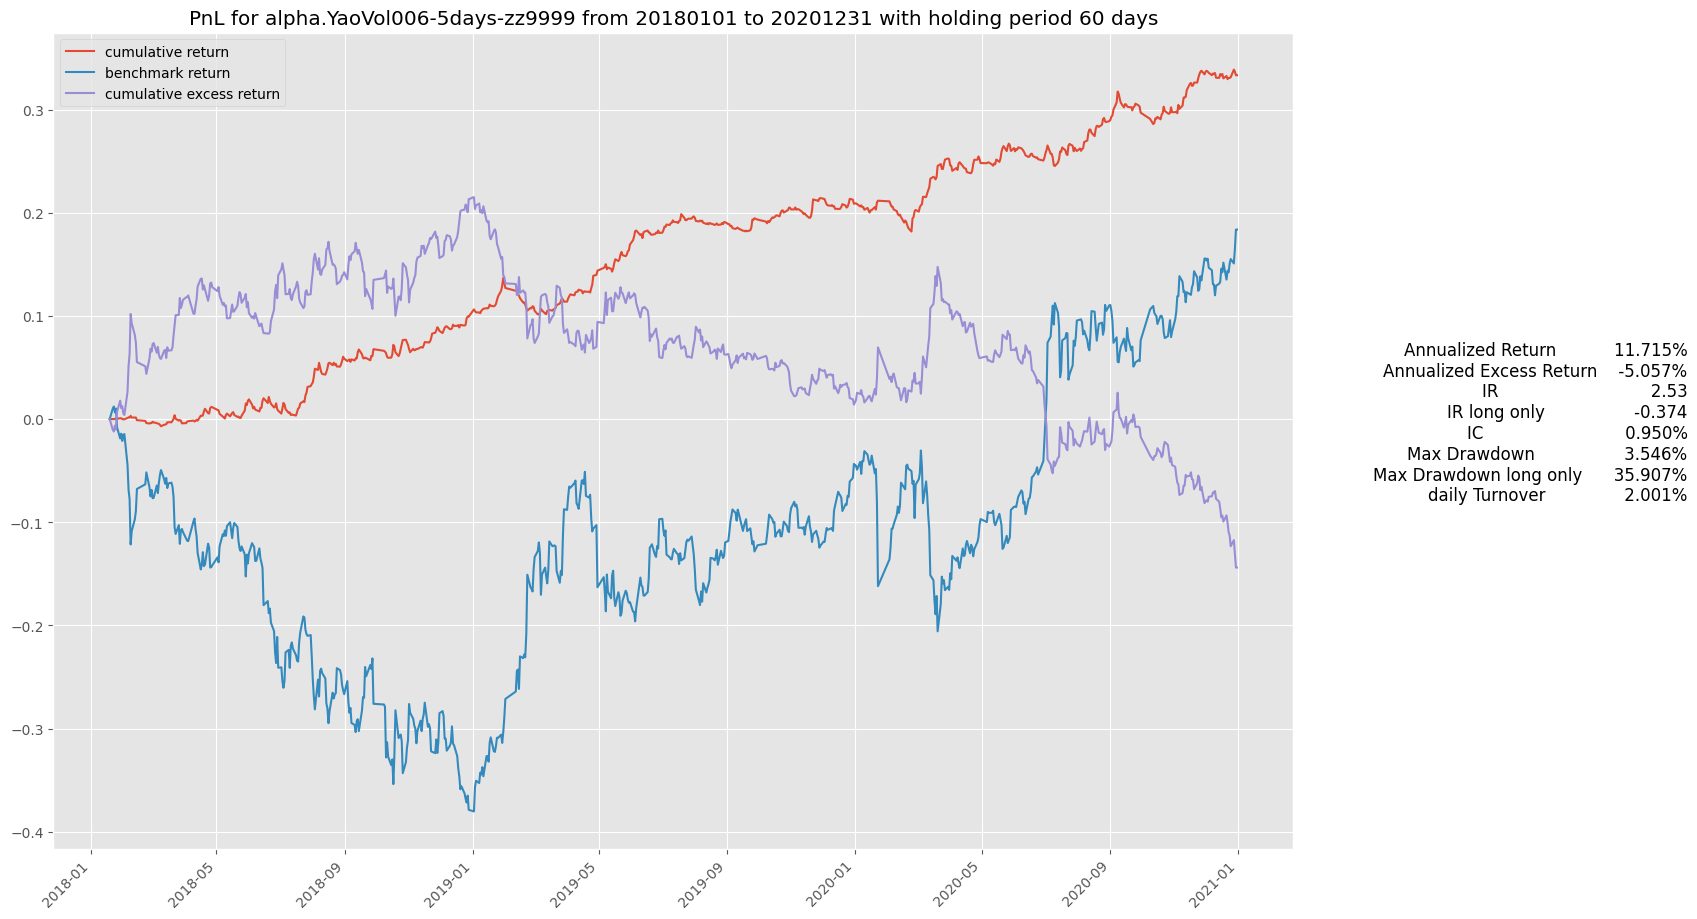 PnL for alpha.YaoVol006-5days-zz9999 from 20180101 to 20201231 with holding period 60 days
cumulative return
benchmark return
cumulative excess return
0.3
0.2
0.1
0.0
−0.1
−0.2
−0.3
−0.4
2018-01
2018-05
2018-09
2019-01
2019-05
2019-09
2020-01
2020-05
2020-09
2021-01
Annualized Return 11.715%
Annualized Excess Return -5.057%
IR 2.53
IR long only -0.374
IC 0.950%
Max Drawdown 3.546%
Max Drawdown long only 35.907%
daily Turnover 2.001%